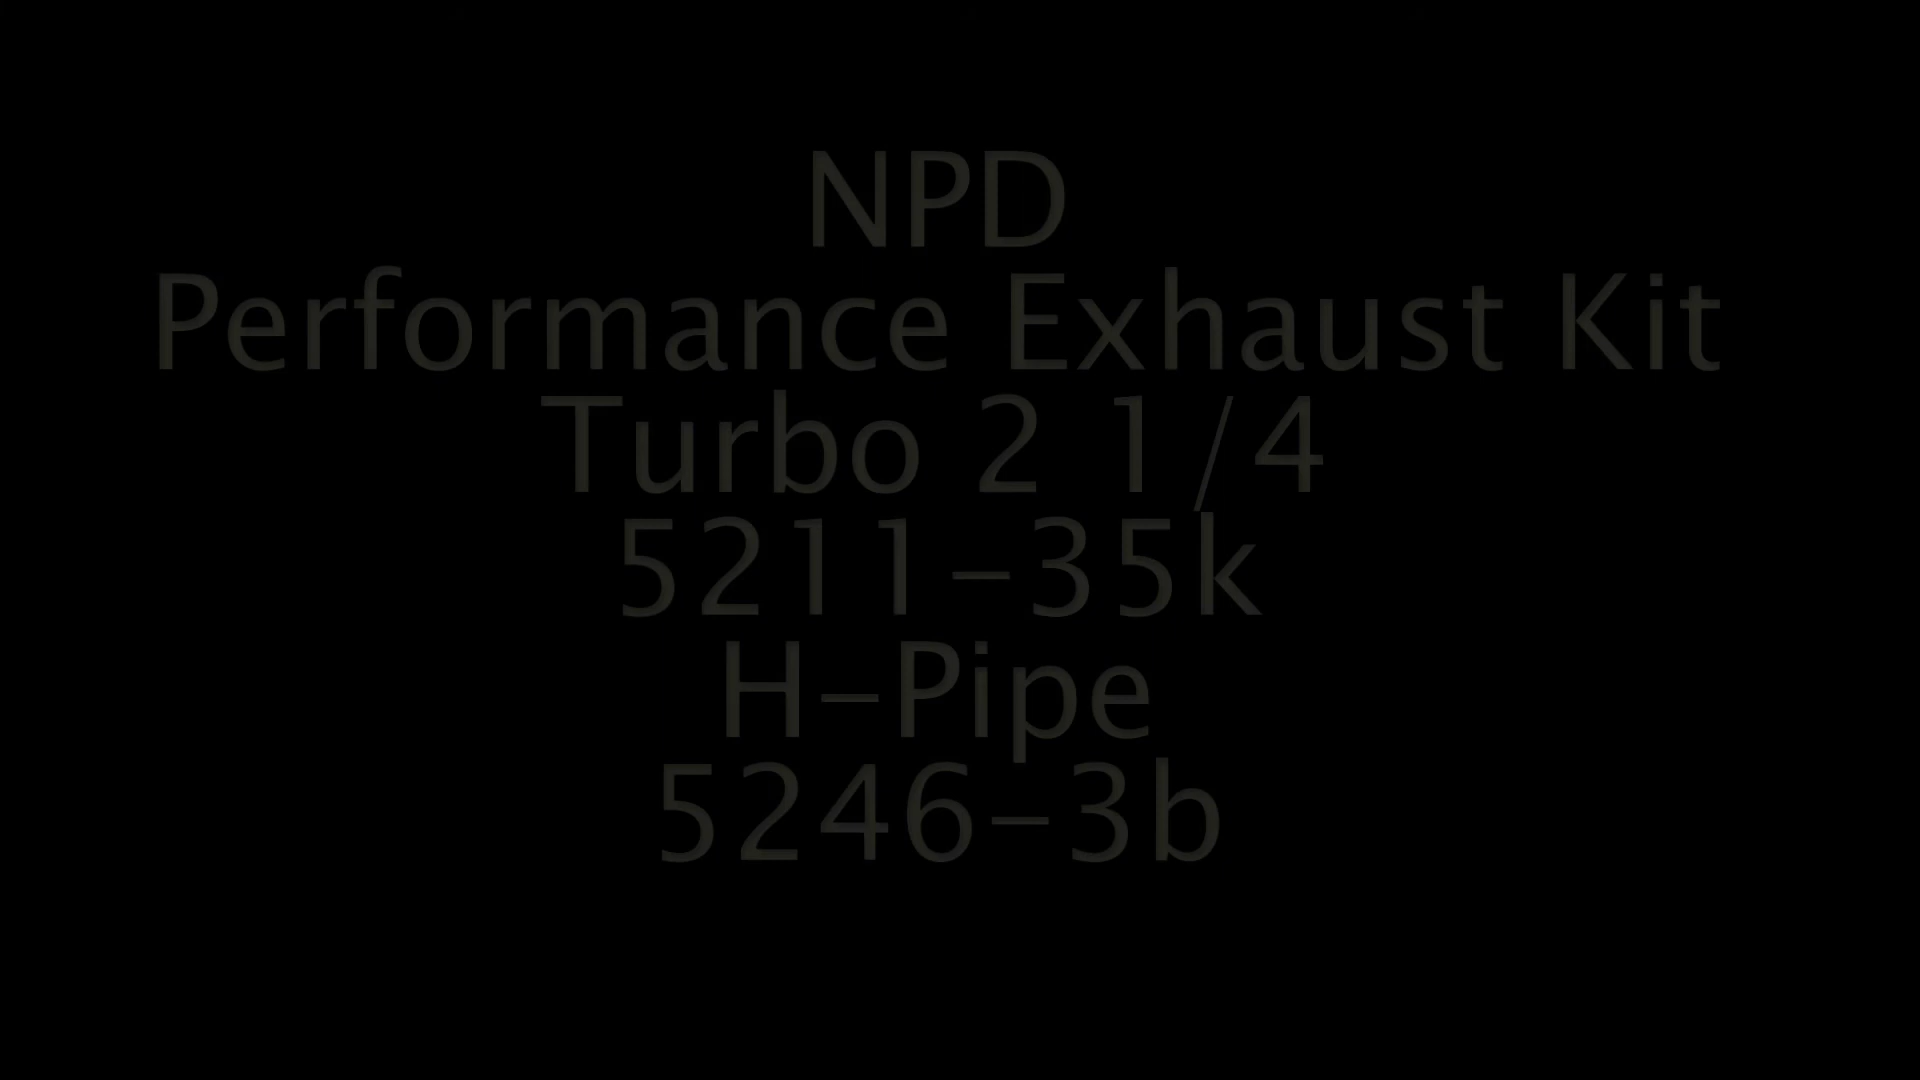 NPD
Performance Exhaust Kit
Turbo 2 1/4
5211-35k
H-Pipe
5246-3b